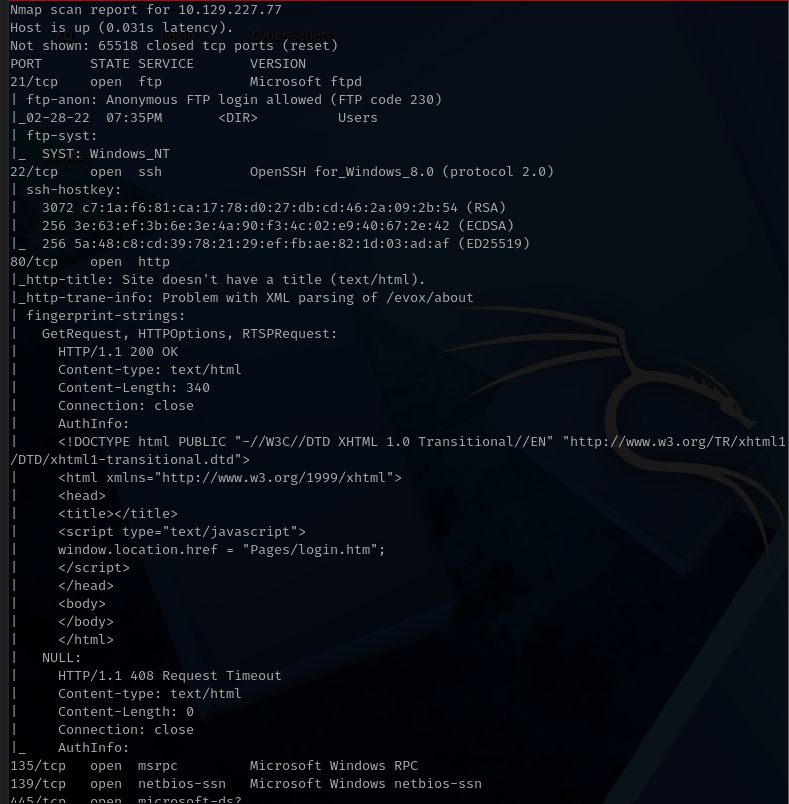 Nmap scan report for 10.129.227.77
Host is up (0.031s latency).
Not shown: 65518 closed tcp ports (reset)
PORT      STATE SERVICE       VERSION
21/tcp    open  ftp           Microsoft ftpd
| ftp-anon: Anonymous FTP login allowed (FTP code 230)
|_02-28-22  07:35PM       <DIR>          Users
| ftp-syst:
|_  SYST: Windows_NT
22/tcp    open  ssh           OpenSSH for_Windows_8.0 (protocol 2.0)
| ssh-hostkey:
|   3072 c7:1a:f6:81:ca:17:78:d0:27:db:cd:46:2a:09:2b:54 (RSA)
|   256 3e:63:ef:3b:6e:3e:4a:90:f3:4c:02:e9:40:67:2e:42 (ECDSA)
|_  256 5a:48:c8:cd:39:78:21:29:ef:fb:ae:82:1d:03:ad:af (ED25519)
80/tcp    open  http
|_http-title: Site doesn't have a title (text/html).
|_http-trane-info: Problem with XML parsing of /evox/about
| fingerprint-strings:
|   GetRequest, HTTPOptions, RTSPRequest:
|     HTTP/1.1 200 OK
|     Content-type: text/html
|     Content-Length: 340
|     Connection: close
|     AuthInfo:
|     <!DOCTYPE html PUBLIC "-//W3C//DTD XHTML 1.0 Transitional//EN" "http://www.w3.org/TR/xhtml1
/DTD/xhtml1-transitional.dtd">
|     <html xmlns="http://www.w3.org/1999/xhtml">
|     <head>
|     <title></title>
|     <script type="text/javascript">
|     window.location.href = "Pages/login.htm";
|     </script>
|     </head>
|     <body>
|     </body>
|     </html>
|   NULL:
|     HTTP/1.1 408 Request Timeout
|     Content-type: text/html
|     Content-Length: 0
|     Connection: close
|_    AuthInfo:
135/tcp   open  msrpc         Microsoft Windows RPC
139/tcp   open  netbios-ssn   Microsoft Windows netbios-ssn
445/tcp   open  microsoft-ds?